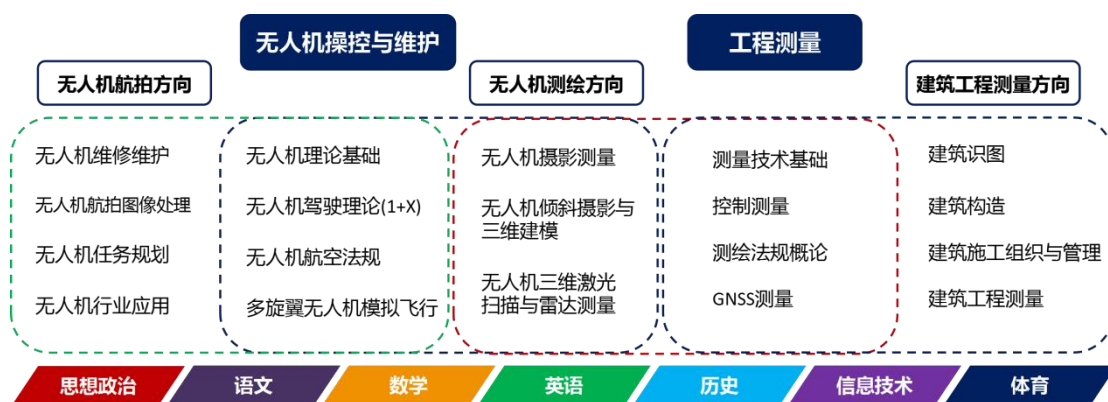 无人机操控与维护
工程测量
无人机航拍方向
无人机测绘方向
建筑工程测量方向
无人机维修维护
无人机航拍图像处理
无人机任务规划
无人机行业应用
无人机理论基础
无人机驾驶理论(1+X)
无人机航空法规
多旋翼无人机模拟飞行
无人机摄影测量
无人机倾斜摄影与
三维建模
无人机三维激光
扫描与雷达测量
测量技术基础
控制测量
测绘法规概论
GNSS测量
建筑识图
建筑构造
建筑施工组织与管理
建筑工程测量
思想政治
语文
数学
英语
历史
信息技术
体育